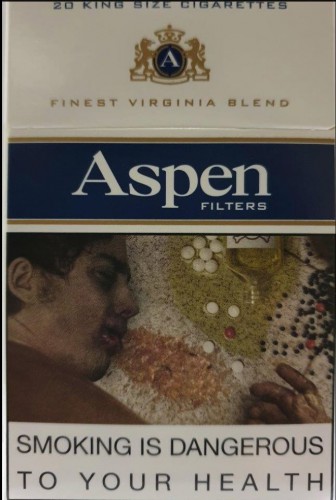 20 KING SIZE CIGARETTES
A
FINEST VIRGINIA BLEND
Aspen
FILTERS
SMOKING IS DANGEROUS
TO YOUR HEALTH